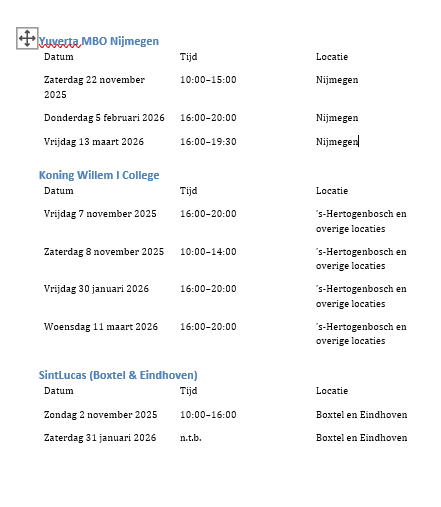 Yuverta MBO Nijmegen
Datum Tijd Locatie
Zaterdag 22 november 10:00–15:00 Nijmegen
2025
Donderdag 5 februari 2026 16:00–20:00 Nijmegen
Vrijdag 13 maart 2026 16:00–19:30 Nijmegen
Koning Willem I College
Datum Tijd Locatie
Vrijdag 7 november 2025 16:00–20:00 's-Hertogenbosch en
overige locaties
Zaterdag 8 november 2025 10:00–14:00 's-Hertogenbosch en
overige locaties
Vrijdag 30 januari 2026 16:00–20:00 's-Hertogenbosch en
overige locaties
Woensdag 11 maart 2026 16:00–20:00 's-Hertogenbosch en
overige locaties
SintLucas (Boxtel & Eindhoven)
Datum Tijd Locatie
Zondag 2 november 2025 10:00–16:00 Boxtel en Eindhoven
Zaterdag 31 januari 2026 n.t.b. Boxtel en Eindhoven